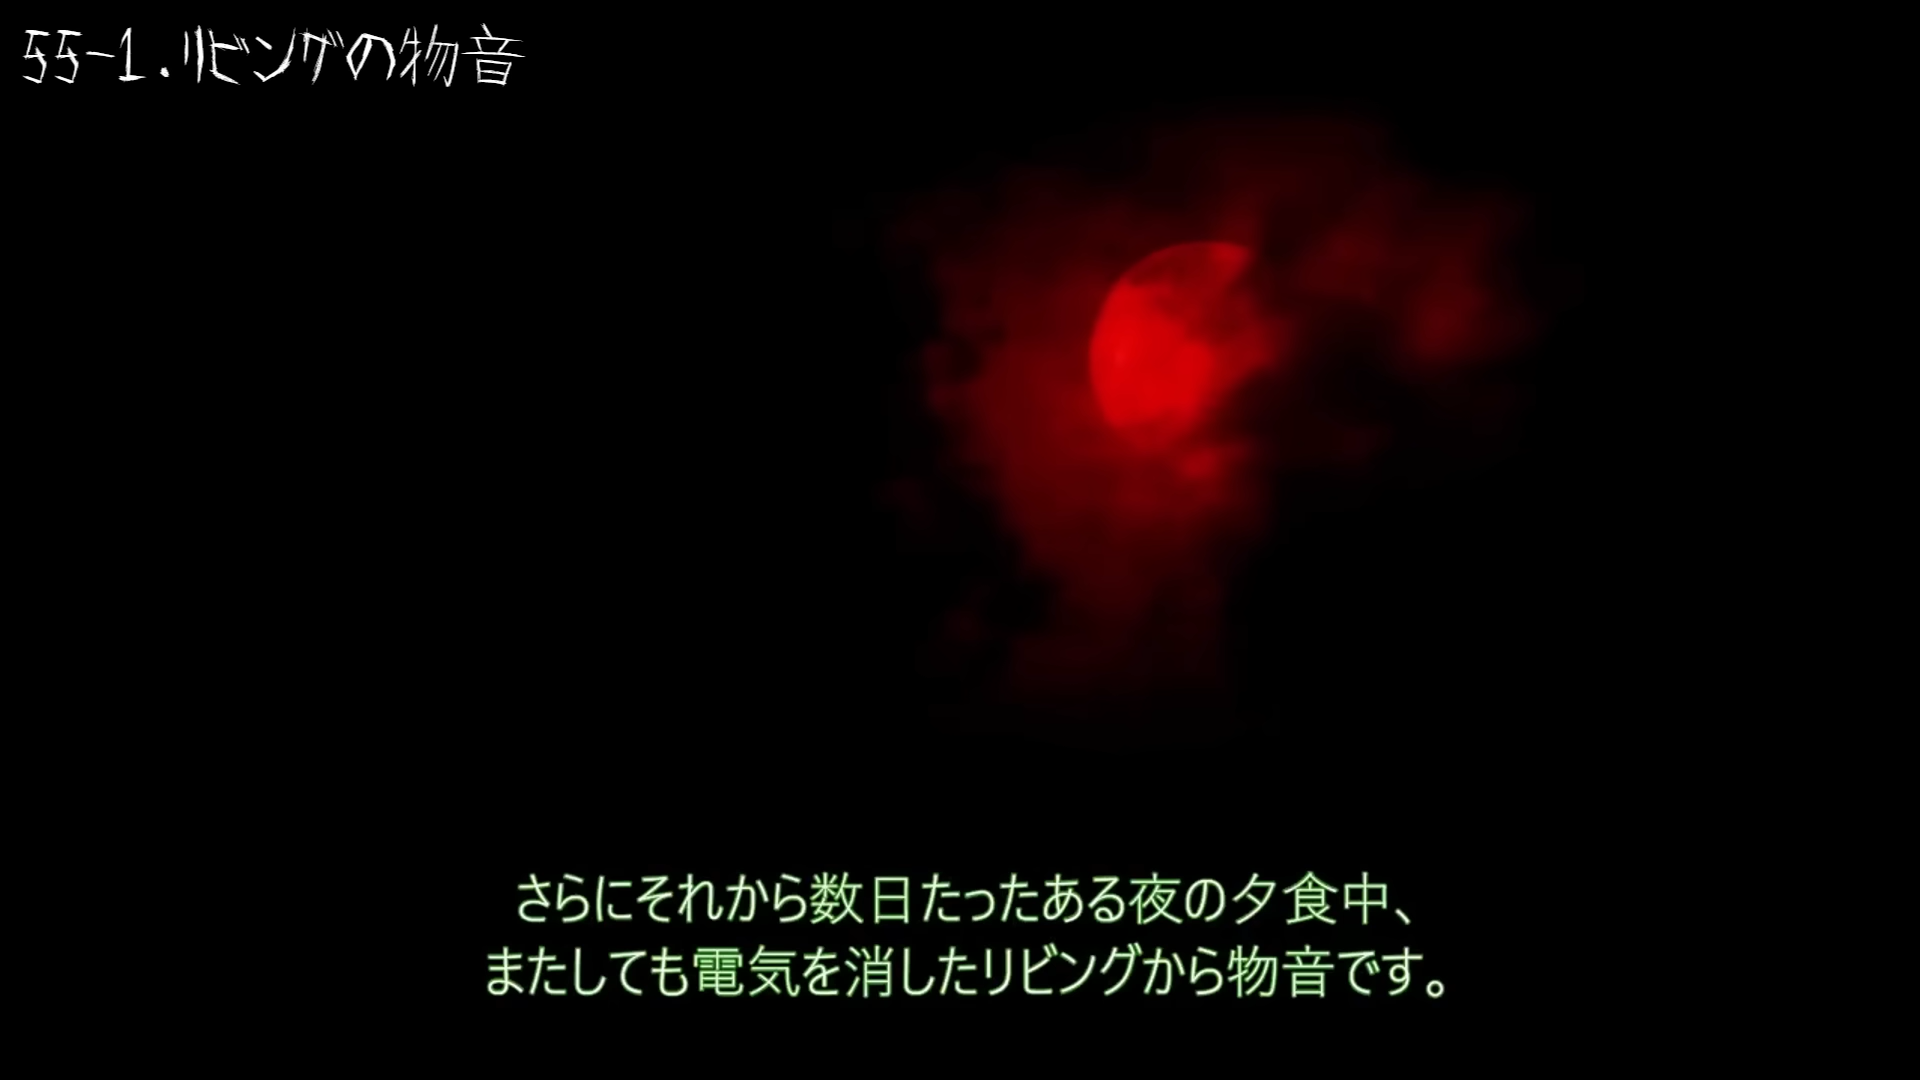 55-1.リビングの物音
さらにそれから数日たったある夜の夕食中、
またしても電気を消したリビングから物音です。